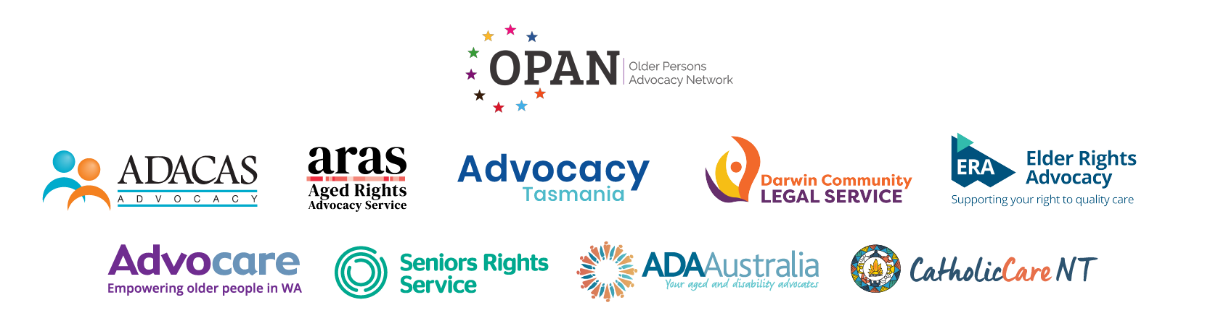 OPAN
Older Persons
Advocacy Network
ADACAS
ADVOCACY
aras
Aged Rights
Advocacy Service
Advocacy
Tasmania
Darwin Community
LEGAL SERVICE
ERA
Elder Rights
Advocacy
Supporting your right to quality care
Advocare
Empowering older people in WA
Seniors Rights
Service
ADAAustralia
Your aged and disability advocates
CatholicCare NT